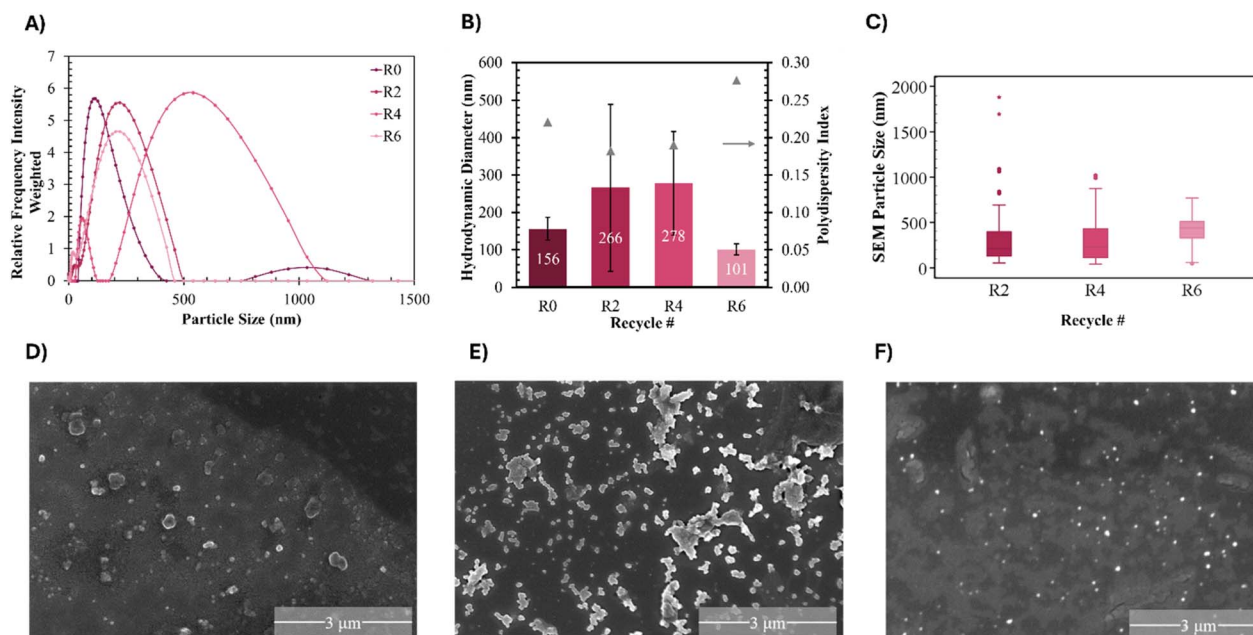 A)
Relative Frequency Intensity
Weighted
7
6
5
4
3
2
1
0
0
500
1000
1500
Particle Size (nm)
R0
R2
R4
R6
B)
Hydrodynamic Diameter (nm)
600
500
400
300
200
100
0
156
266
278
101
R0
R2
R4
R6
Recycle #
0.30
0.25
0.20
0.15
0.10
0.05
0.00
Polydispersity Index
C)
SEM Particle Size (nm)
2000
1500
1000
500
0
R2
R4
R6
Recycle #
D)
3 μm
E)
3 μm
F)
3 μm